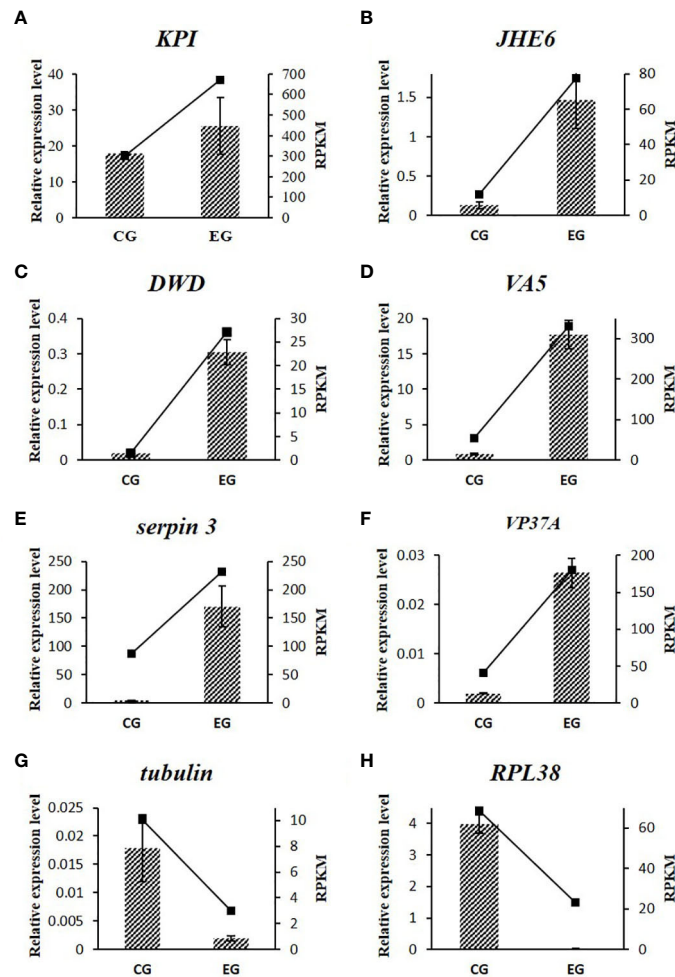 A
KPI
Relative expression level
40
30
20
10
0
700
600
500
400
300
200
100
0
RPKM
CG EG
B
JHE6
Relative expression level
1.5
1
0.5
0
80
60
40
20
0
RPKM
CG EG
C
DWD
Relative expression level
0.4
0.3
0.2
0.1
0
30
25
20
15
10
5
0
RPKM
CG EG
D
VA5
Relative expression level
20
15
10
5
0
300
200
100
0
RPKM
CG EG
E
serpin 3
Relative expression level
250
200
150
100
50
0
250
200
150
100
50
0
RPKM
CG EG
F
VP37A
Relative expression level
0.03
0.02
0.01
0
200
150
100
50
0
RPKM
CG EG
G
tubulin
Relative expression level
0.025
0.02
0.015
0.01
0.005
0
10
8
6
4
2
0
RPKM
CG EG
H
RPL38
Relative expression level
4
3
2
1
0
60
40
20
0
RPKM
CG EG